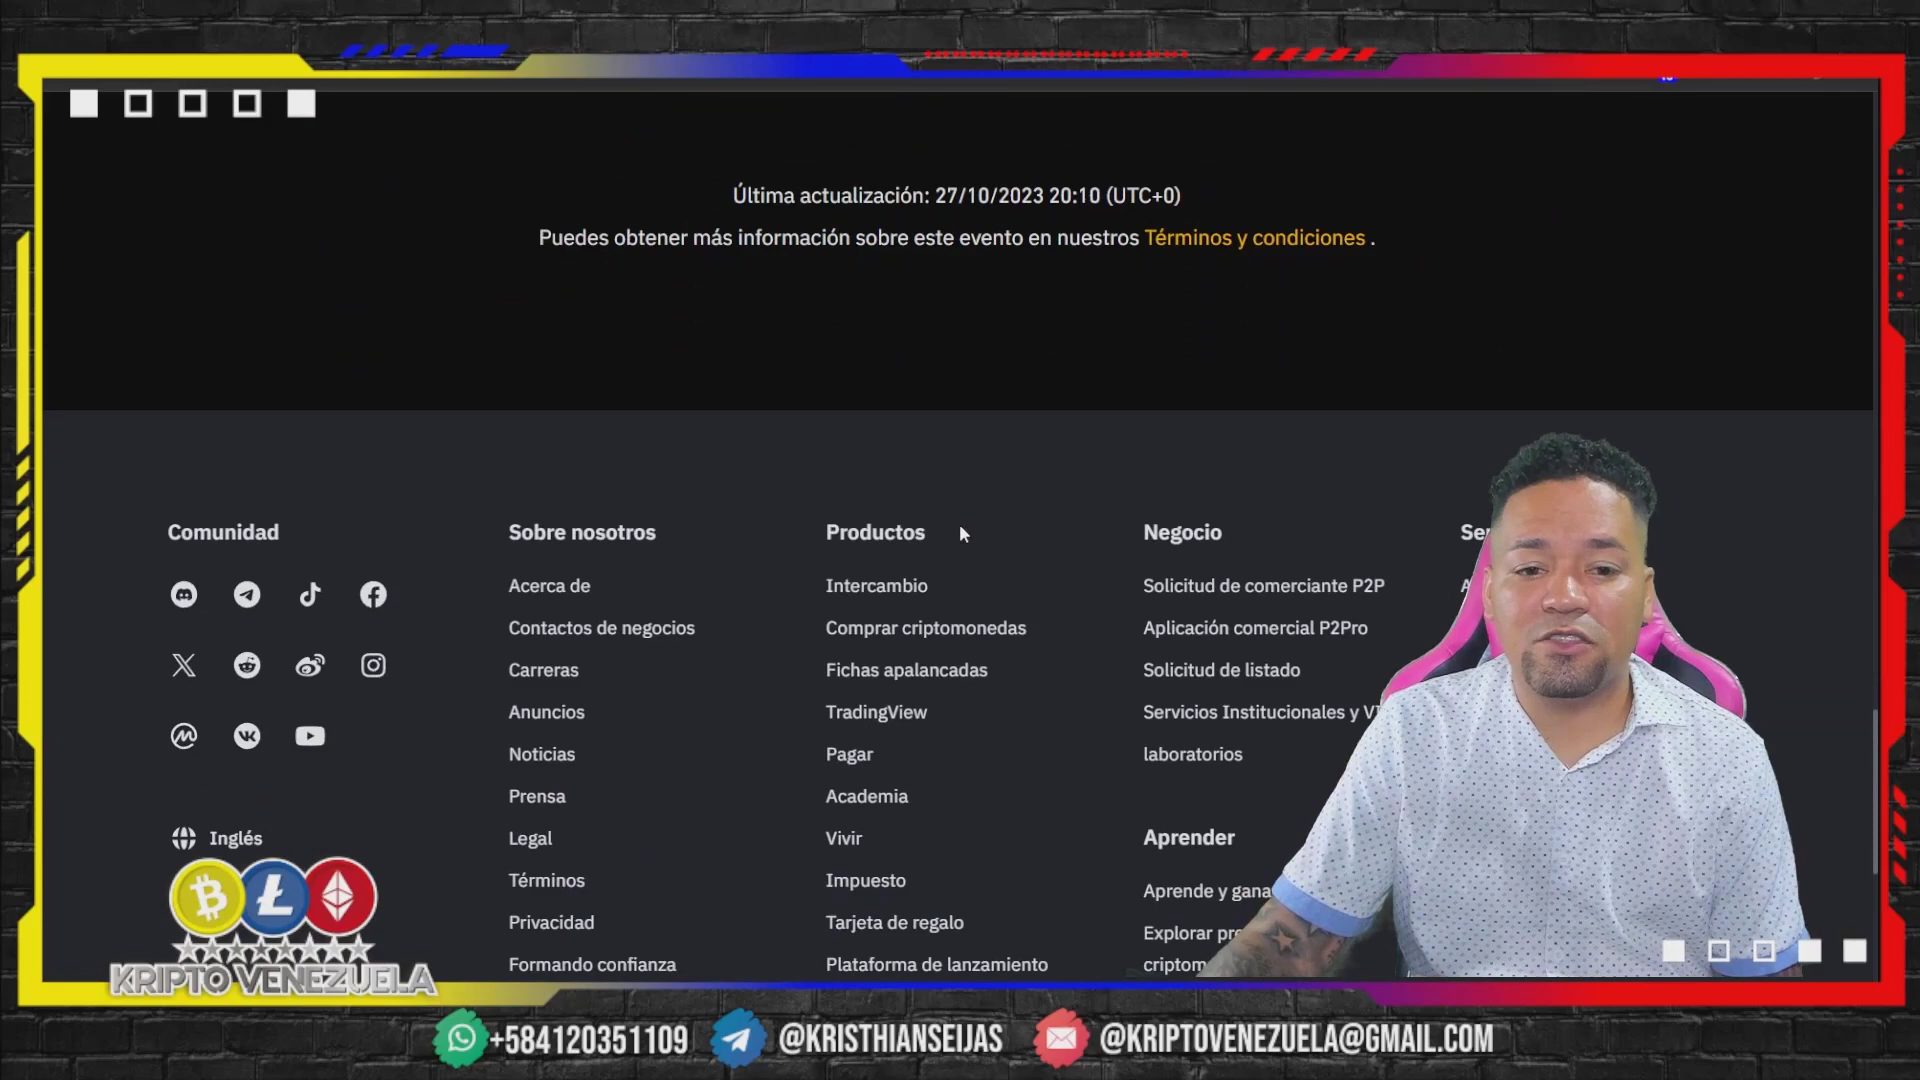 Última actualización: 27/10/2023 20:10 (UTC+0)
Puedes obtener más información sobre este evento en nuestros Términos y condiciones .
Comunidad
Inglés
Sobre nosotros
Acerca de
Contactos de negocios
Carreras
Anuncios
Noticias
Prensa
Legal
Términos
Privacidad
Formando confianza
Productos
Intercambio
Comprar criptomonedas
Fichas apalancadas
TradingView
Pagar
Academia
Vivir
Impuesto
Tarjeta de regalo
Plataforma de lanzamiento
Negocio
Solicitud de comerciante P2P
Aplicación comercial P2Pro
Solicitud de listado
Servicios Institucionales y
laboratorios
Aprender
Aprende y gana
Explorar
KRIPTO VENEZUELA
+584120351109 @KRISTHIANSEIJAS @KRIPTOVENEZUELA@GMAIL.COM